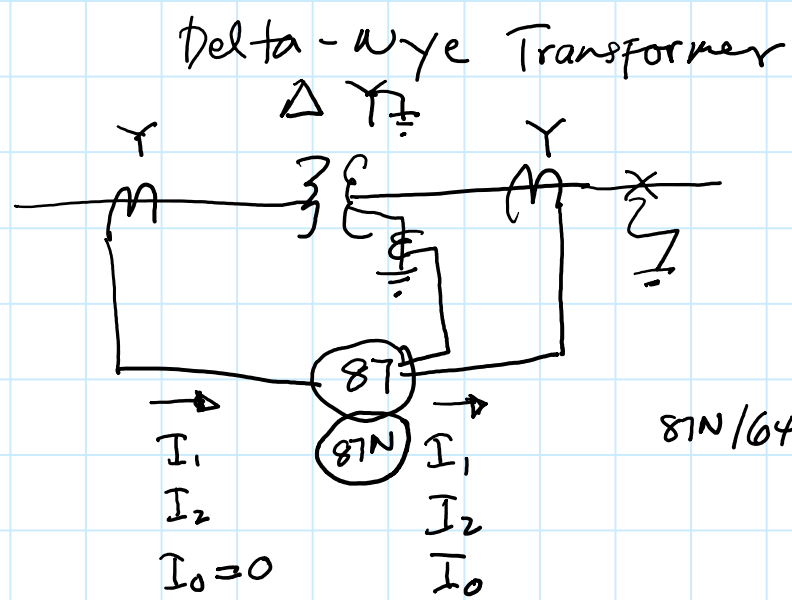 Delta-Wye Transformer
Δ Y
Y Y
87
87N
87N/64
I₁ I₁
I₂ I₂
I₀=0 I₀